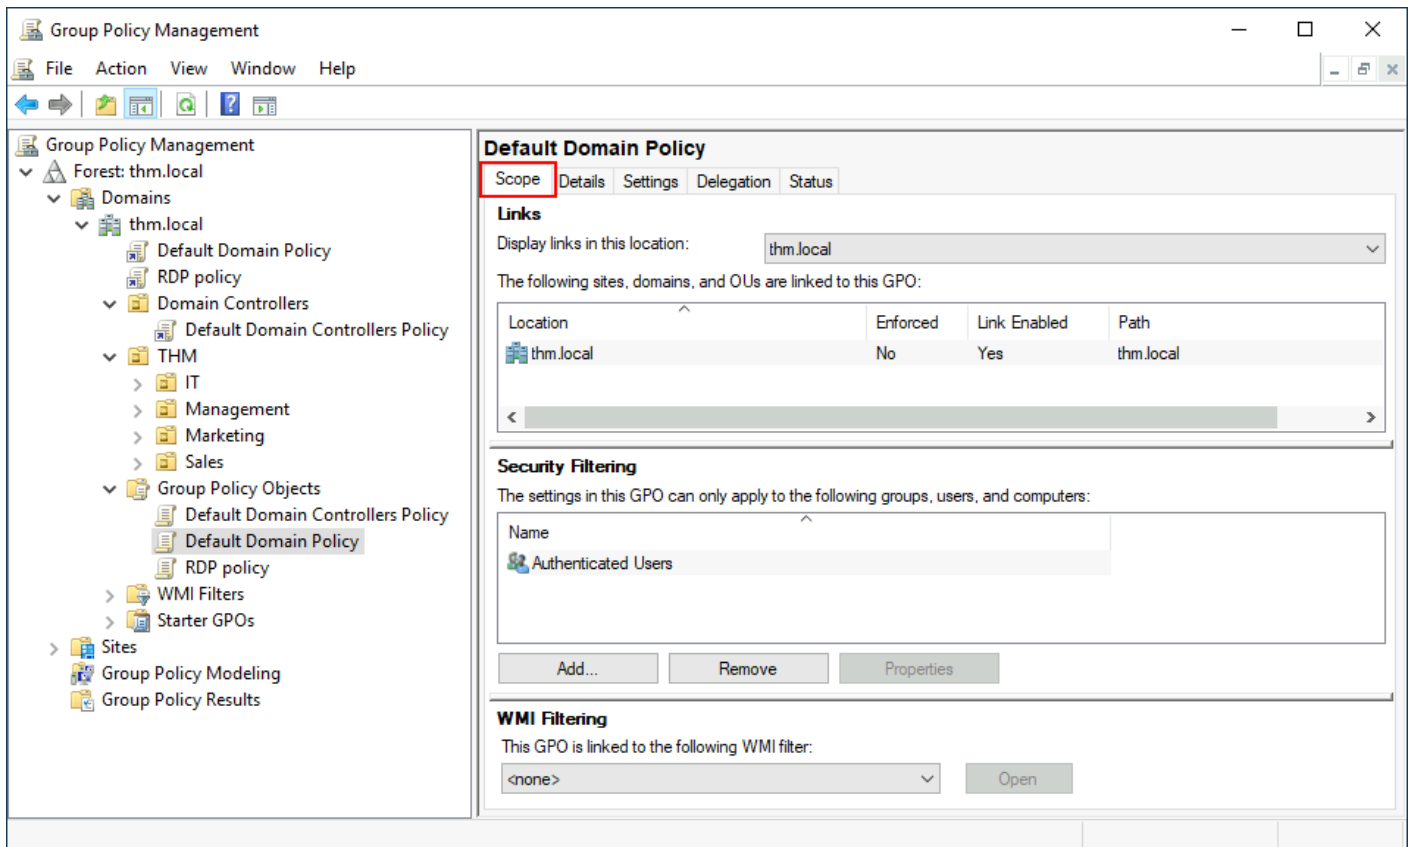 Group Policy Management
File Action View Window Help
Group Policy Management
Forest: thm.local
Domains
thm.local
Default Domain Policy
RDP policy
Domain Controllers
Default Domain Controllers Policy
THM
IT
Management
Marketing
Sales
Group Policy Objects
Default Domain Controllers Policy
Default Domain Policy
RDP policy
WMI Filters
Starter GPOs
Sites
Group Policy Modeling
Group Policy Results
Default Domain Policy
Scope Details Settings Delegation Status
Links
Display links in this location: thm.local
The following sites, domains, and OUs are linked to this GPO:
Location Enforced Link Enabled Path
thm.local No Yes thm.local
Security Filtering
The settings in this GPO can only apply to the following groups, users, and computers:
Name
Authenticated Users
Add... Remove Properties
WMI Filtering
This GPO is linked to the following WMI filter:
<none> Open